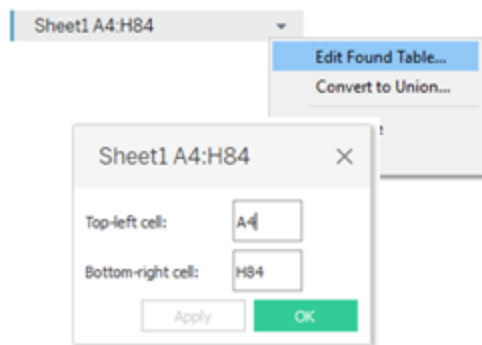 Sheet1 A4:H84
Edit Found Table...
Convert to Union...
Sheet1 A4:H84
Top-left cell: A4
Bottom-right cell: H84
Apply OK